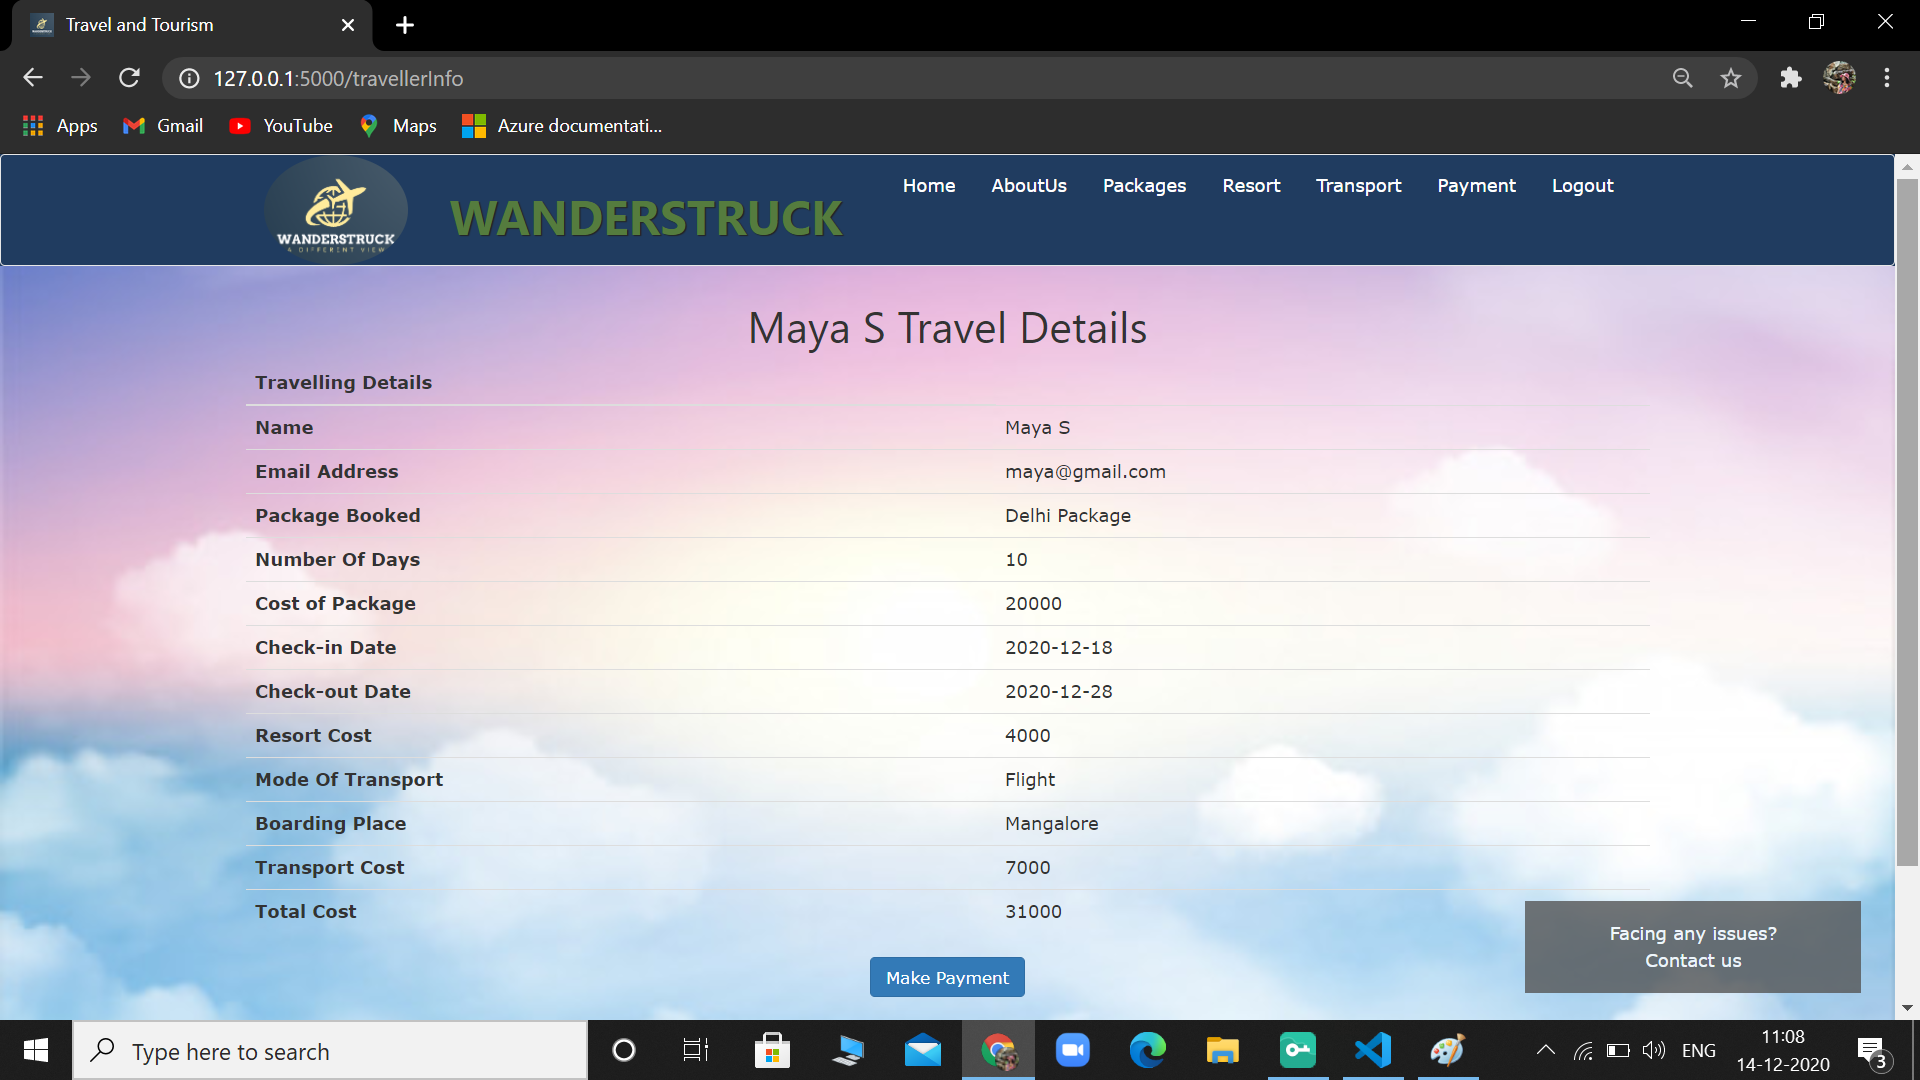 Travel and Tourism
127.0.0.1:5000/travellerInfo
Apps Gmail YouTube Maps Azure documentati...
WANDERSTRUCK
A DIFFERENT VIEW
WANDERSTRUCK
Home AboutUs Packages Resort Transport Payment Logout
Maya S Travel Details
Travelling Details
Name Maya S
Email Address maya@gmail.com
Package Booked Delhi Package
Number Of Days 10
Cost of Package 20000
Check-in Date 2020-12-18
Check-out Date 2020-12-28
Resort Cost 4000
Mode Of Transport Flight
Boarding Place Mangalore
Transport Cost 7000
Total Cost 31000
Make Payment
Facing any issues?
Contact us
Type here to search
ENG
11:08
14-12-2020
3